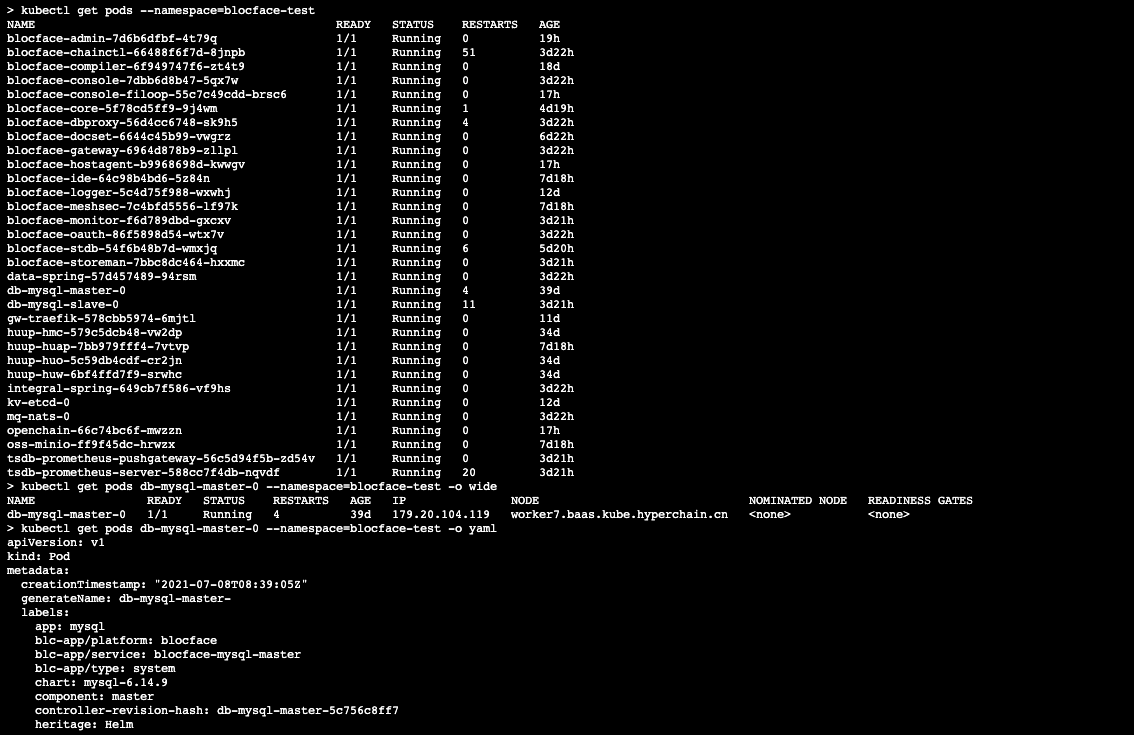 > kubectl get pods --namespace=blocface-test
NAME READY STATUS RESTARTS AGE
blocface-admin-7d6b6dfbf-4t79q 1/1 Running 0 19h
blocface-chainctl-66488f6f7d-8jnpb 1/1 Running 51 3d22h
blocface-compiler-6f949747f6-zt4t9 1/1 Running 0 18d
blocface-console-7dbb6d8b47-5qx7w 1/1 Running 0 3d22h
blocface-console-filoop-55c7c49cdd-brsc6 1/1 Running 0 17h
blocface-core-5f78cd5ff9-9j4wm 1/1 Running 1 4d19h
blocface-dbproxy-56d4cc6748-sk9h5 1/1 Running 4 3d22h
blocface-docset-6644c45b99-vwgrz 1/1 Running 0 6d22h
blocface-gateway-6964d878b9-zllpl 1/1 Running 0 3d22h
blocface-hostagent-b9968698d-kwwgv 1/1 Running 0 17h
blocface-ide-64c98b4bd6-5z84n 1/1 Running 0 7d18h
blocface-logger-5c4d75f988-wxwhj 1/1 Running 0 12d
blocface-meshsec-7c4bfd5556-lf97k 1/1 Running 0 7d18h
blocface-monitor-f6d789dbd-gxcxv 1/1 Running 0 3d21h
blocface-oauth-86f5898d54-wtx7v 1/1 Running 0 3d22h
blocface-stdb-54f6b48b7d-wmxjq 1/1 Running 6 5d20h
blocface-storeman-7bbc8dc464-hxxmc 1/1 Running 0 3d21h
data-spring-57d457489-94rsm 1/1 Running 0 3d22h
db-mysql-master-0 1/1 Running 4 39d
db-mysql-slave-0 1/1 Running 11 3d21h
gw-traefik-578cbb5974-6mjtl 1/1 Running 0 11d
huup-hmc-579c5dcb48-vw2dp 1/1 Running 0 34d
huup-huap-7bb979fff4-7vtvp 1/1 Running 0 7d18h
huup-huo-5c59db4cdf-cr2jn 1/1 Running 0 34d
huup-huw-6bf4ffd7f9-srwhc 1/1 Running 0 34d
integral-spring-649cb7f586-vf9hs 1/1 Running 0 3d22h
kv-etcd-0 1/1 Running 0 12d
mq-nats-0 1/1 Running 0 3d22h
openchain-66c74bc6f-mwzzn 1/1 Running 0 17h
oss-minio-ff9f45dc-hrwzx 1/1 Running 0 7d18h
tsdb-prometheus-pushgateway-56c5d94f5b-zd54v 1/1 Running 0 3d21h
tsdb-prometheus-server-588cc7f4db-nqvdf 1/1 Running 20 3d21h
> kubectl get pods db-mysql-master-0 --namespace=blocface-test -o wide
NAME READY STATUS RESTARTS AGE IP NODE NOMINATED NODE READINESS GATES
db-mysql-master-0 1/1 Running 4 39d 179.20.104.119 worker7.baas.kube.hyperchain.cn <none> <none>
> kubectl get pods db-mysql-master-0 --namespace=blocface-test -o yaml
apiVersion: v1
kind: Pod
metadata:
  creationTimestamp: "2021-07-08T08:39:05Z"
  generateName: db-mysql-master-
  labels:
    app: mysql
    blc-app/platform: blocface
    blc-app/service: blocface-mysql-master
    blc-app/type: system
    chart: mysql-6.14.9
    component: master
    controller-revision-hash: db-mysql-master-5c756c8ff7
    heritage: Helm